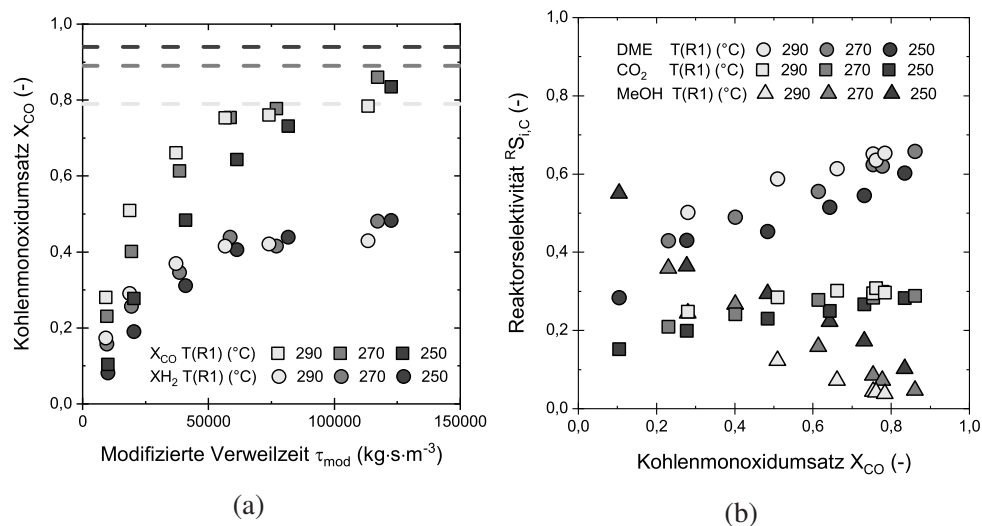 1,0
0,8
0,6
0,4
0,2
0,0
0
50000
100000
150000
Kohlenmonoxidumsatz X_CO (-)
X_CO T(R1) (°C) 290 270 250
XH₂ T(R1) (°C) 290 270 250
Modifizierte Verweilzeit τ_mod (kg·s·m⁻³)
(a)
1,0
0,8
0,6
0,4
0,2
0,0
0,0
0,2
0,4
0,6
0,8
1,0
Reaktorselektivität ᴿS_i,C (-)
DME T(R1) (°C) 290 270 250
CO₂ T(R1) (°C) 290 270 250
MeOH T(R1) (°C) 290 270 250
Kohlenmonoxidumsatz X_CO (-)
(b)